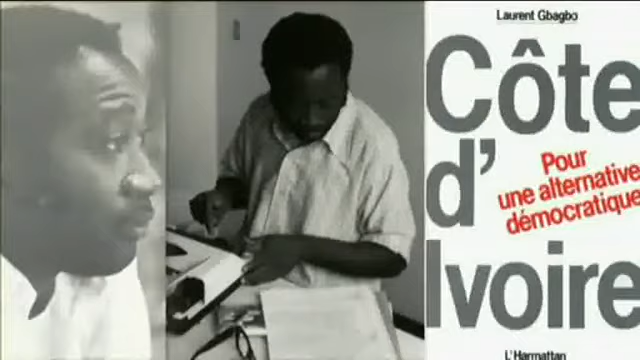 Laurent Gbagbo
Côte
d'
Pour
une alternative
démocratique
Ivoire
L'Harmattan